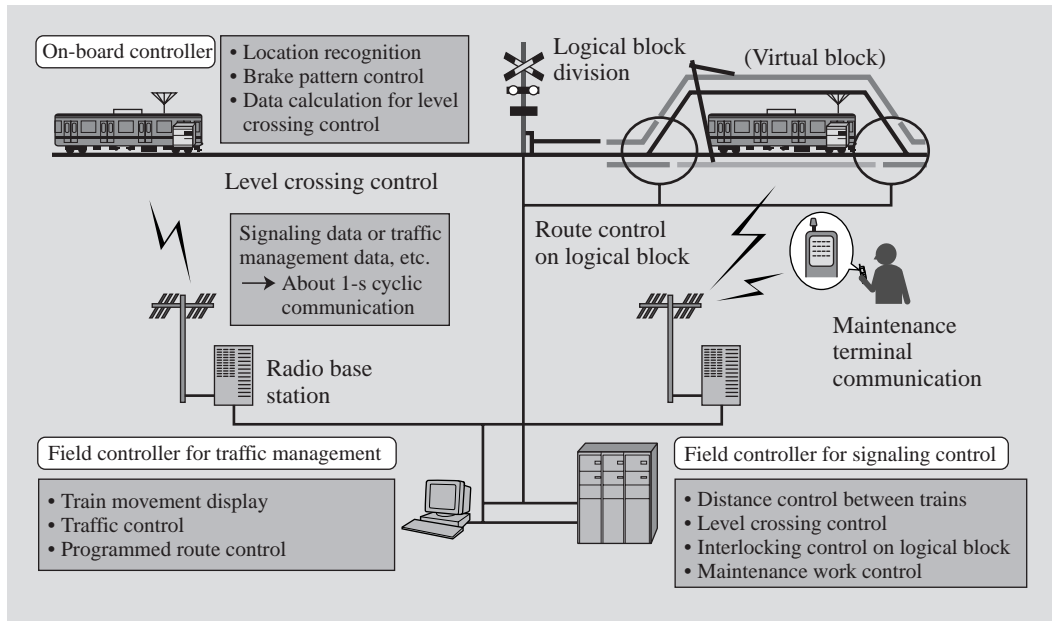 On-board controller
• Location recognition
• Brake pattern control
• Data calculation for level
crossing control
Logical block
division
(Virtual block)
Level crossing control
Signaling data or traffic
management data, etc.
→ About 1-s cyclic
communication
Route control
on logical block
Maintenance
terminal
communication
Radio base
station
Field controller for traffic management
• Train movement display
• Traffic control
• Programmed route control
Field controller for signaling control
• Distance control between trains
• Level crossing control
• Interlocking control on logical block
• Maintenance work control